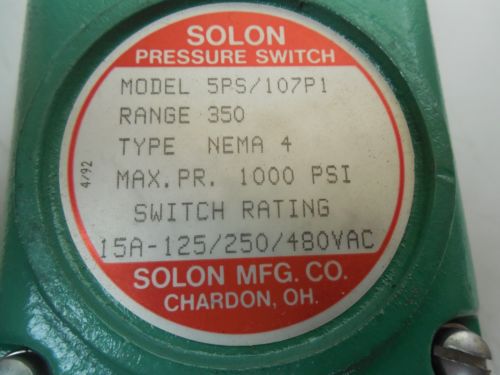 SOLON
PRESSURE SWITCH
MODEL 5PS/107P1
RANGE 350
TYPE NEMA 4
4/92
MAX.PR. 1000 PSI
SWITCH RATING
15A-125/250/480VAC
SOLON MFG. CO.
CHARDON, OH.